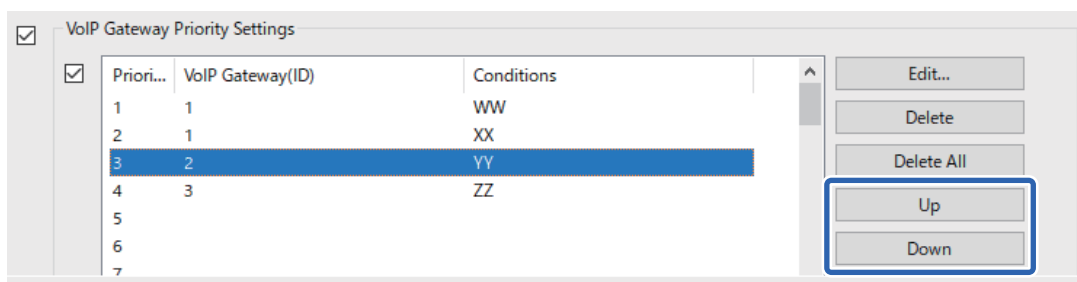 VoIP Gateway Priority Settings
Priori... VoIP Gateway(ID) Conditions
1 1 WW
2 1 XX
3 2 YY
4 3 ZZ
5
6
7
Edit...
Delete
Delete All
Up
Down